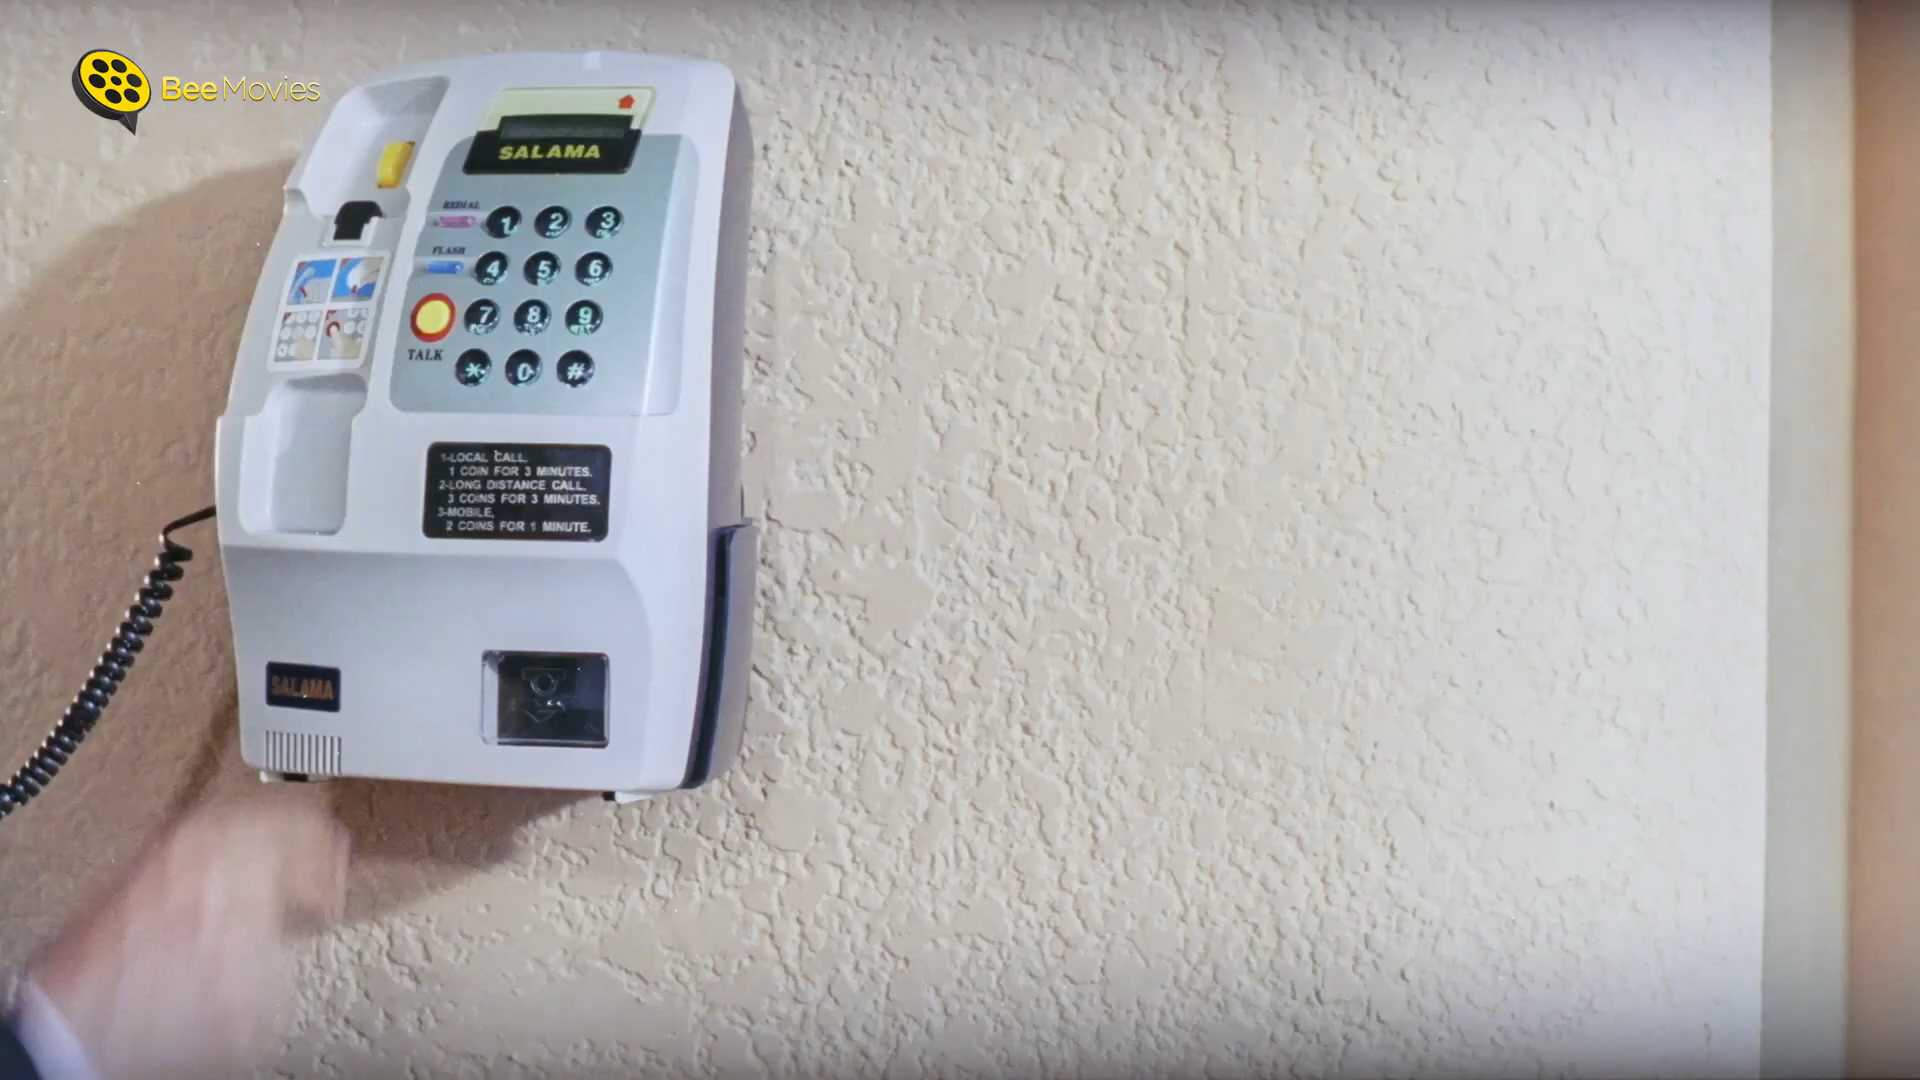 Bee Movies
SALAMA
REDIAL
FLASH
TALK
1 2 3
4 5 6
7 8 9
* 0 #
1-LOCAL CALL,
1 COIN FOR 3 MINUTES.
2-LONG DISTANCE CALL,
3 COINS FOR 3 MINUTES.
3-MOBILE,
2 COINS FOR 1 MINUTE.
SALAMA